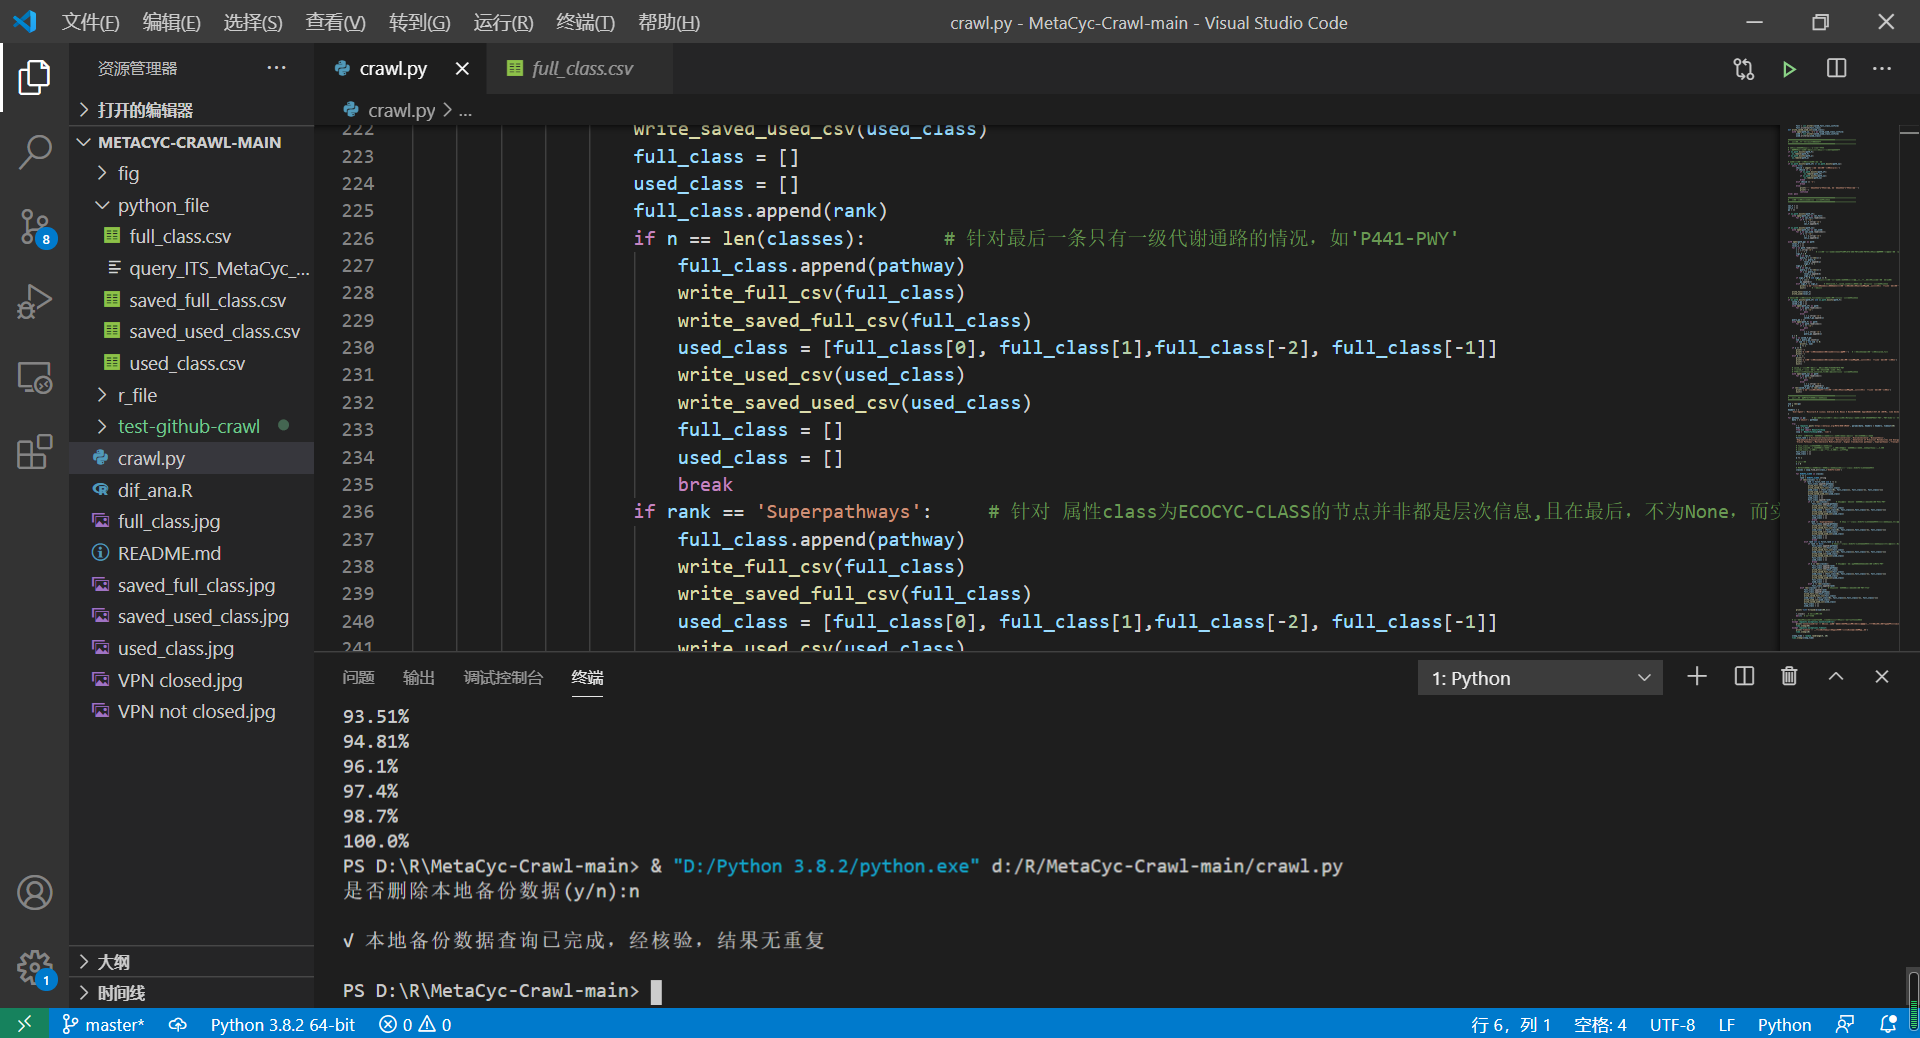 文件(F) 编辑(E) 选择(S) 查看(V) 转到(G) 运行(R) 终端(T) 帮助(H) crawl.py - MetaCyc-Crawl-main - Visual Studio Code
资源管理器 ···
打开的编辑器
METACYC-CRAWL-MAIN
fig
python_file
full_class.csv
query_ITS_MetaCyc_...
saved_full_class.csv
saved_used_class.csv
used_class.csv
r_file
test-github-crawl
crawl.py
dif_ana.R
full_class.jpg
README.md
saved_full_class.jpg
saved_used_class.jpg
used_class.jpg
VPN closed.jpg
VPN not closed.jpg
大纲
时间线
8
1
crawl.py full_class.csv
crawl.py > ...
222 write_saved_used_csv(used_class)
223 full_class = []
224 used_class = []
225 full_class.append(rank)
226 if n == len(classes): # 针对最后一条只有一级代谢通路的情况，如'P441-PWY'
227 full_class.append(pathway)
228 write_full_csv(full_class)
229 write_saved_full_csv(full_class)
230 used_class = [full_class[0], full_class[1],full_class[-2], full_class[-1]]
231 write_used_csv(used_class)
232 write_saved_used_csv(used_class)
233 full_class = []
234 used_class = []
235 break
236 if rank == 'Superpathways': # 针对 属性class为ECOCYC-CLASS的节点并非都是层次信息,且在最后，不为None，而实
237 full_class.append(pathway)
238 write_full_csv(full_class)
239 write_saved_full_csv(full_class)
240 used_class = [full_class[0], full_class[1],full_class[-2], full_class[-1]]
241 write_used_csv(used_class)
问题 输出 调试控制台 终端 1: Python
93.51%
94.81%
96.1%
97.4%
98.7%
100.0%
PS D:\R\MetaCyc-Crawl-main> & "D:/Python 3.8.2/python.exe" d:/R/MetaCyc-Crawl-main/crawl.py
是否删除本地备份数据(y/n):n
√ 本地备份数据查询已完成，经核验，结果无重复
PS D:\R\MetaCyc-Crawl-main>
master* Python 3.8.2 64-bit 0 0 行 6，列 1 空格: 4 UTF-8 LF Python